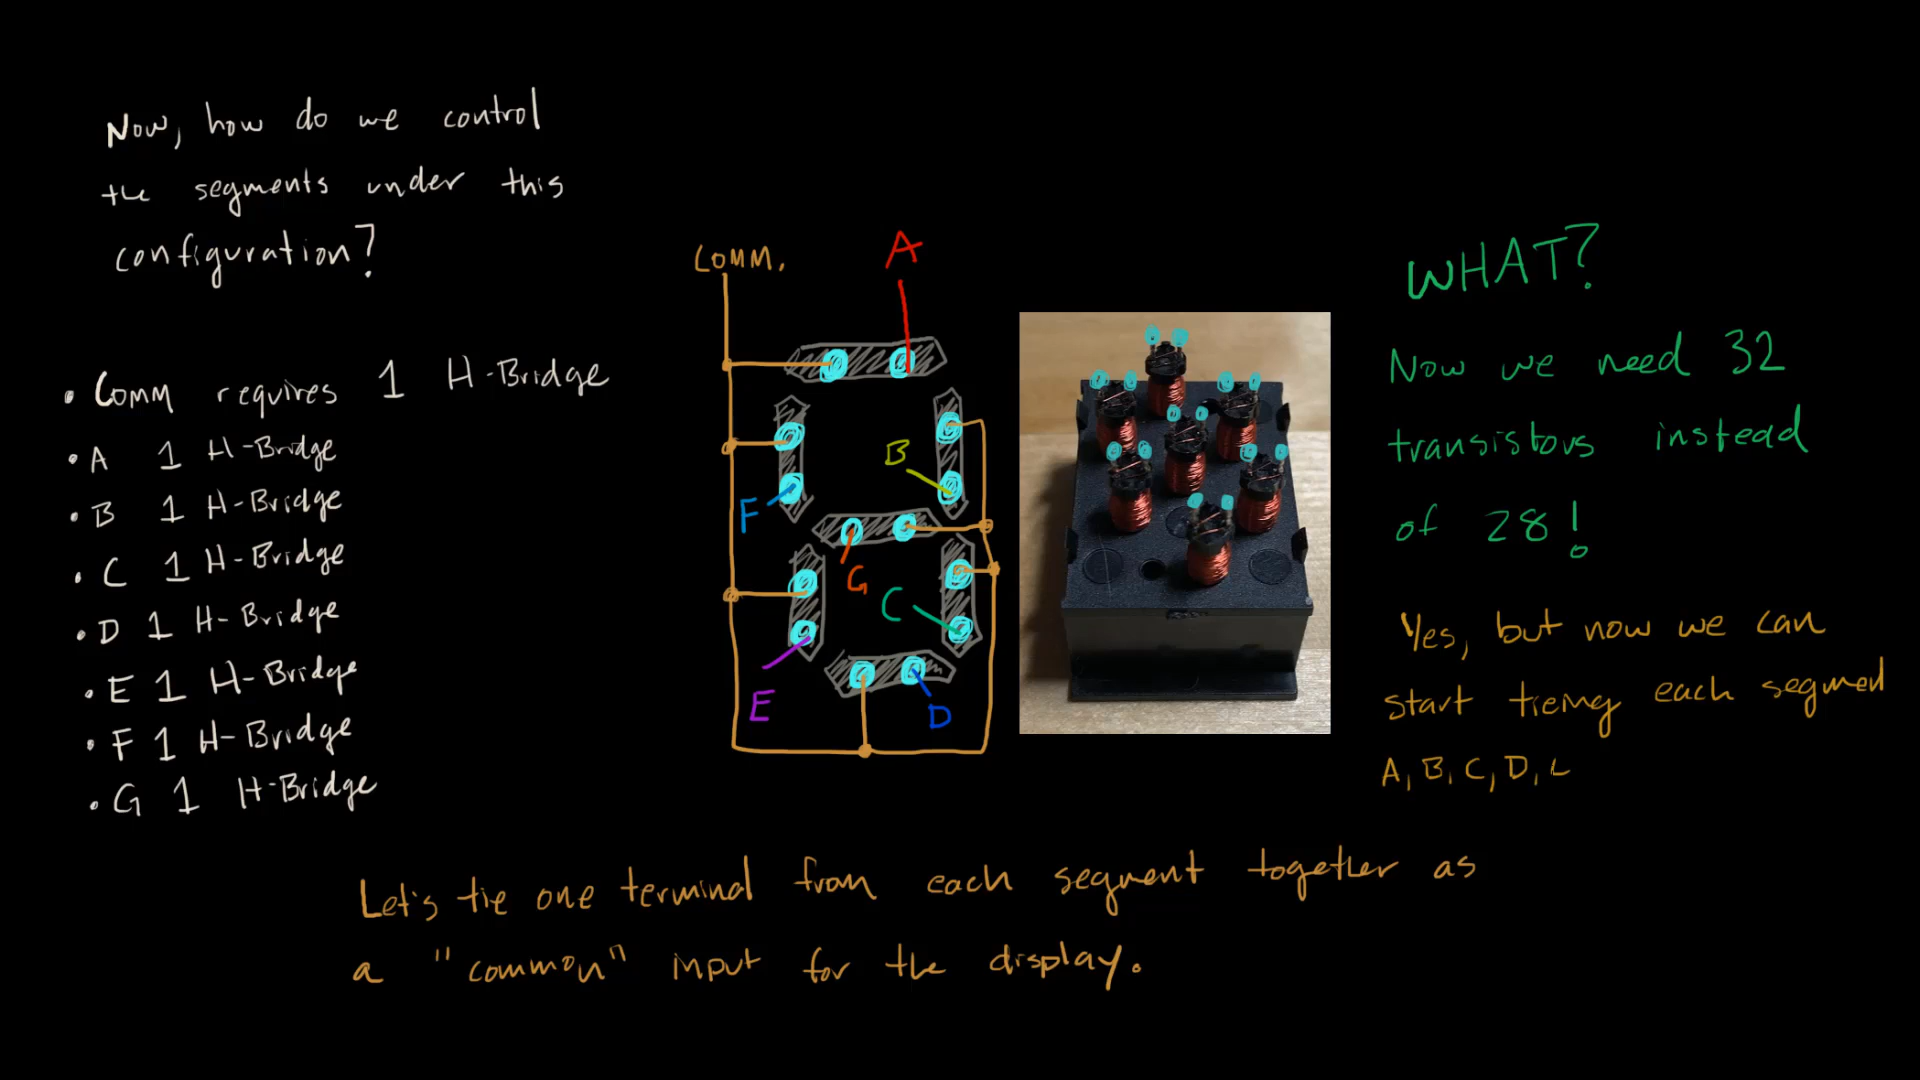 Now, how do we control
the segments under this
configuration?
• Comm requires 1 H-Bridge
• A 1 H-Bridge
• B 1 H-Bridge
• C 1 H-Bridge
• D 1 H-Bridge
• E 1 H-Bridge
• F 1 H-Bridge
• G 1 H-Bridge
COMM.
A
B
F
G
C
E
D
WHAT?
Now we need 32
transistors instead
of 28!
Yes, but now we can
start tieing each segmen
A, B, C, D,
Let's tie one terminal from each segment together as
a "common" input for the display.